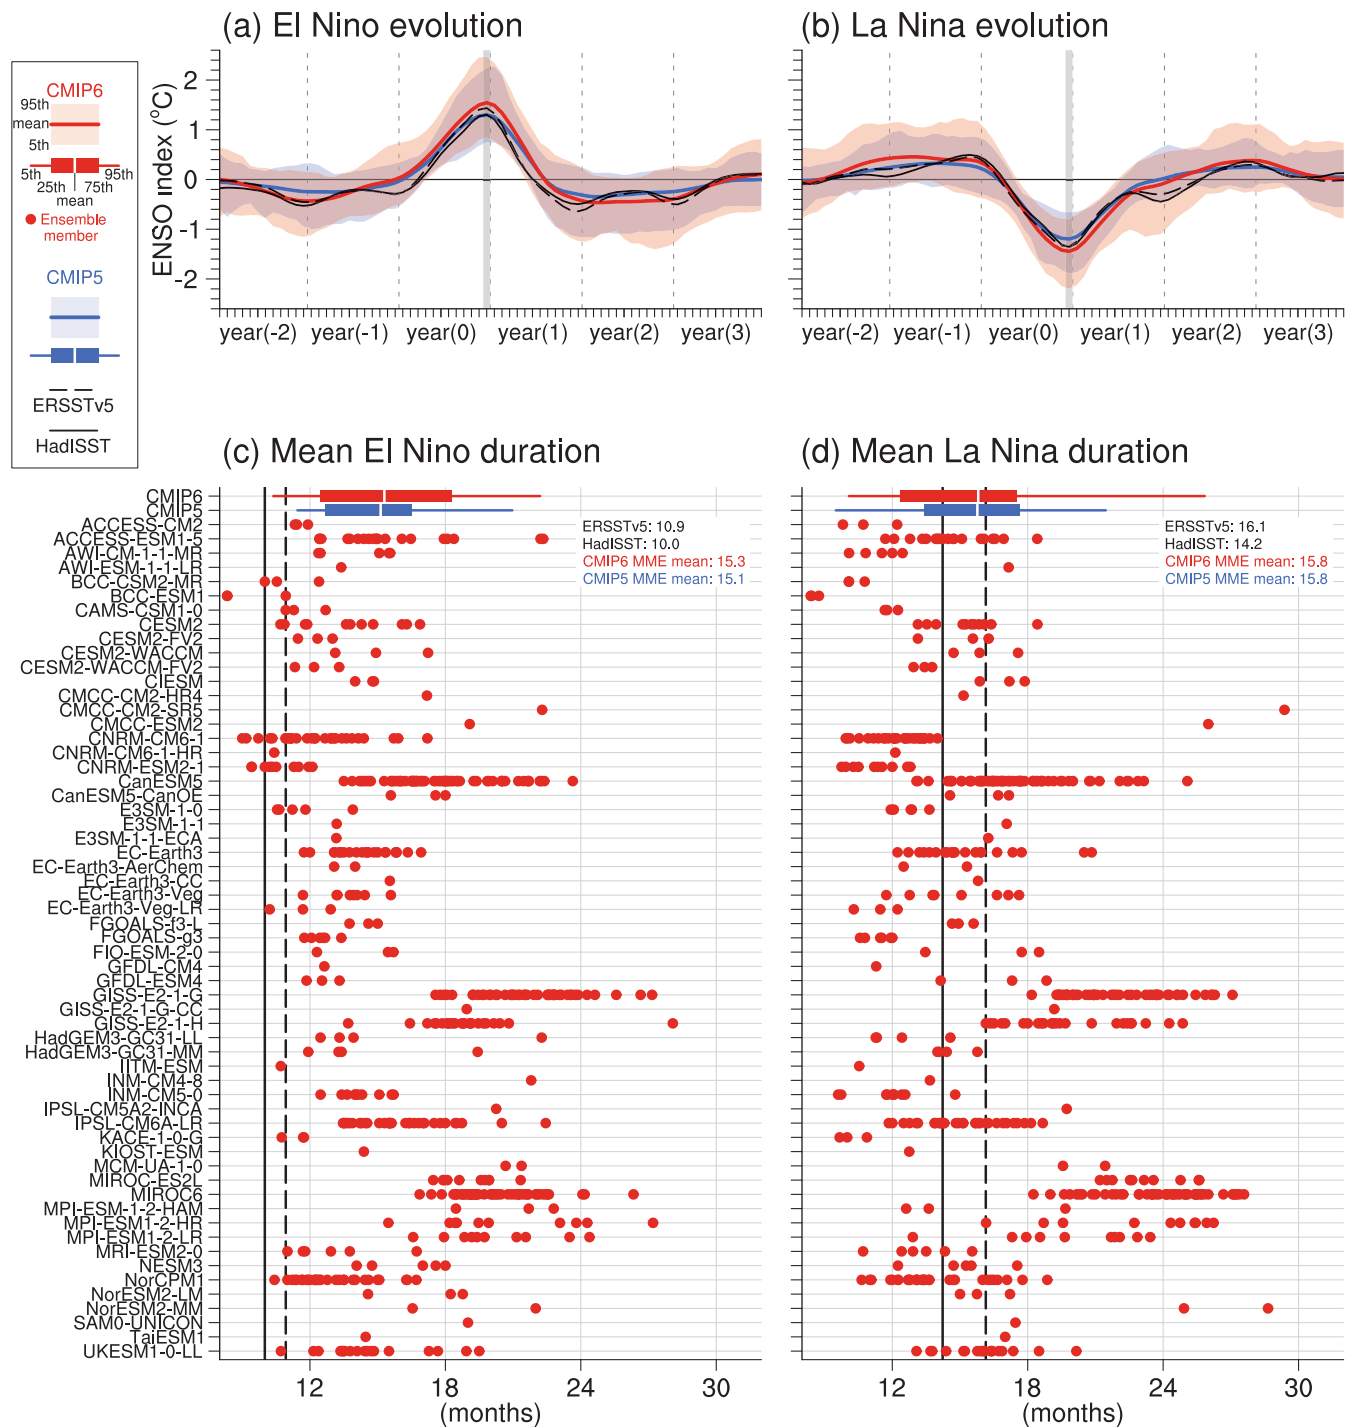 (a) El Nino evolution
(b) La Nina evolution
CMIP6
95th
mean
5th
5th
95th
25th
75th
mean
Ensemble
member
CMIP5
ERSSTv5
HadISST
ENSO index (°C)
2
1
0
-1
-2
year(-2) year(-1) year(0) year(1) year(2) year(3)
year(-2) year(-1) year(0) year(1) year(2) year(3)
(c) Mean El Nino duration
(d) Mean La Nina duration
ERSSTv5: 10.9
HadISST: 10.0
CMIP6 MME mean: 15.3
CMIP5 MME mean: 15.1
ERSSTv5: 16.1
HadISST: 14.2
CMIP6 MME mean: 15.8
CMIP5 MME mean: 15.8
CMIP6
CMIP5
ACCESS-CM2
ACCESS-ESM1-5
AWI-CM-1-1-MR
AWI-ESM-1-1-LR
BCC-CSM2-MR
BCC-ESM1
CAMS-CSM1-0
CESM2
CESM2-FV2
CESM2-WACCM
CESM2-WACCM-FV2
CIESM
CMCC-CM2-HR4
CMCC-CM2-SR5
CMCC-ESM2
CNRM-CM6-1
CNRM-CM6-1-HR
CNRM-ESM2-1
CanESM5
CanESM5-CanOE
E3SM-1-0
E3SM-1-1
E3SM-1-1-ECA
EC-Earth3
EC-Earth3-AerChem
EC-Earth3-CC
EC-Earth3-Veg
EC-Earth3-Veg-LR
FGOALS-f3-L
FGOALS-g3
FIO-ESM-2-0
GFDL-CM4
GFDL-ESM4
GISS-E2-1-G
GISS-E2-1-G-CC
GISS-E2-1-H
HadGEM3-GC31-LL
HadGEM3-GC31-MM
IITM-ESM
INM-CM4-8
INM-CM5-0
IPSL-CM5A2-INCA
IPSL-CM6A-LR
KACE-1-0-G
KIOST-ESM
MCM-UA-1-0
MIROC-ES2L
MIROC6
MPI-ESM-1-2-HAM
MPI-ESM1-2-HR
MPI-ESM1-2-LR
MRI-ESM2-0
NESM3
NorCPM1
NorESM2-LM
NorESM2-MM
SAM0-UNICON
TaiESM1
UKESM1-0-LL
12 18 24 30
(months)
12 18 24 30
(months)